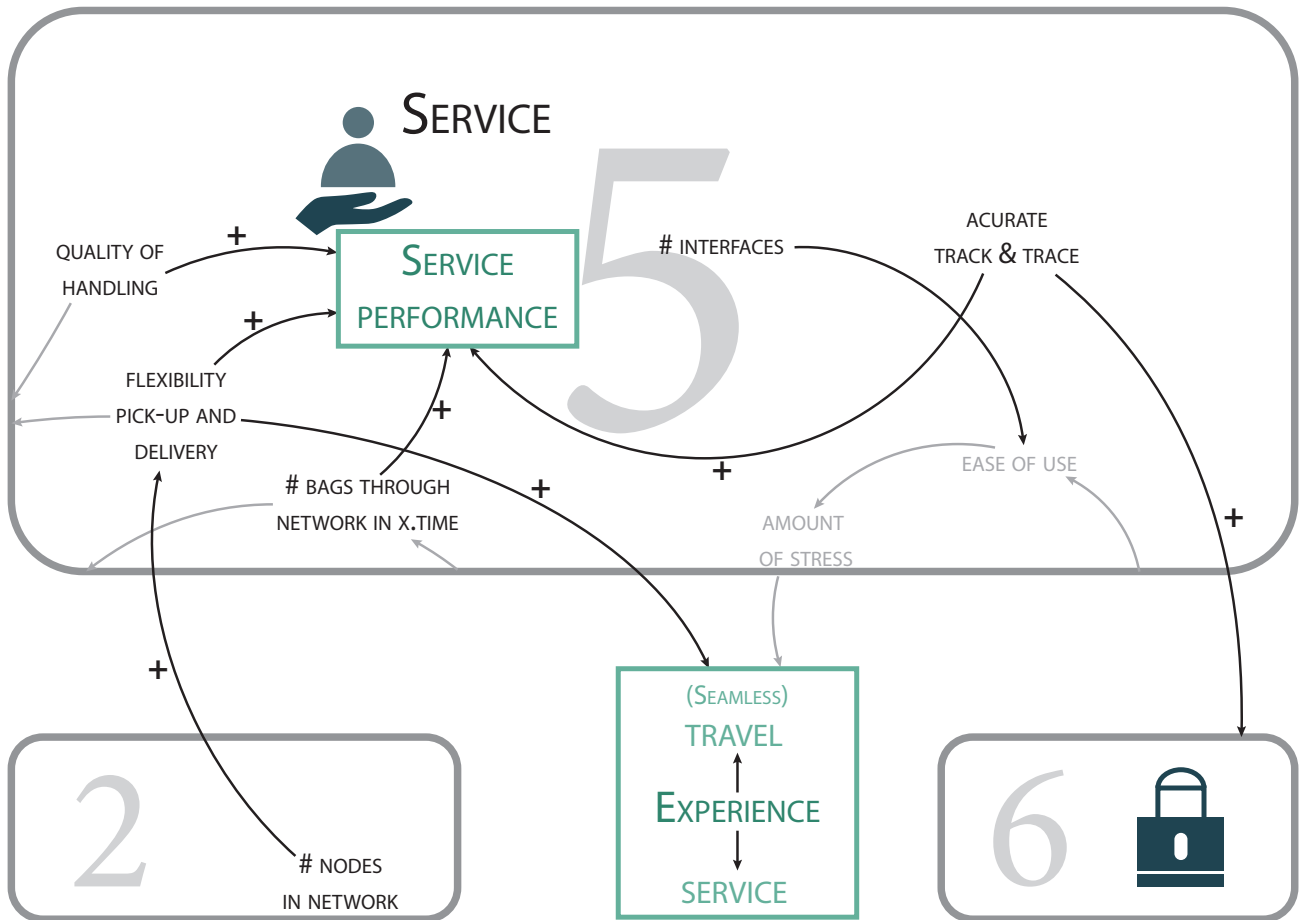 SERVICE
5
QUALITY OF
HANDLING
+
SERVICE
PERFORMANCE
# INTERFACES
ACURATE
TRACK & TRACE
+
FLEXIBILITY
PICK-UP AND
DELIVERY
+
# BAGS THROUGH
NETWORK IN X.TIME
+
+
EASE OF USE
AMOUNT
OF STRESS
+
+
2
# NODES
IN NETWORK
(SEAMLESS)
TRAVEL
EXPERIENCE
SERVICE
6